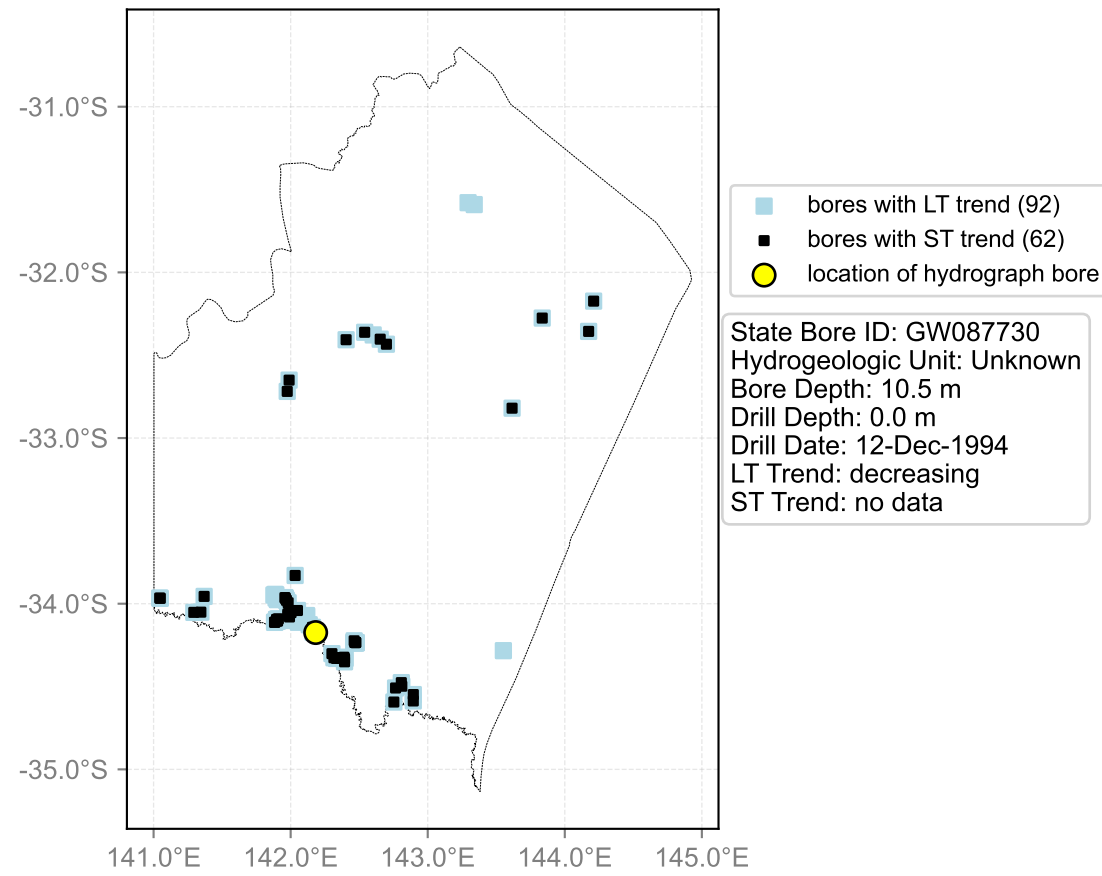 -31.0°S
-32.0°S
-33.0°S
-34.0°S
-35.0°S
141.0°E 142.0°E 143.0°E 144.0°E 145.0°E
bores with LT trend (92)
bores with ST trend (62)
location of hydrograph bore
State Bore ID: GW087730
Hydrogeologic Unit: Unknown
Bore Depth: 10.5 m
Drill Depth: 0.0 m
Drill Date: 12-Dec-1994
LT Trend: decreasing
ST Trend: no data